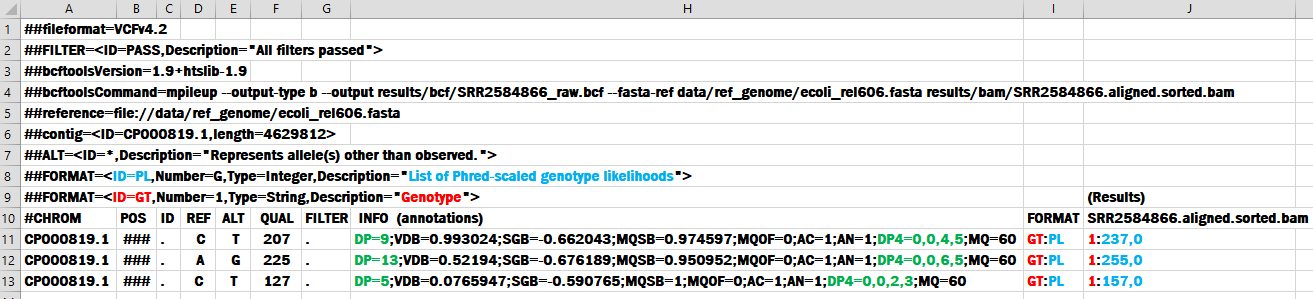 A B C D E F G H I J
1 ##fileformat=VCFv4.2
2 ##FILTER=<ID=PASS,Description="All filters passed">
3 ##bcftoolsVersion=1.9+htslib-1.9
4 ##bcftoolsCommand=mpileup --output-type b --output results/bcf/SRR2584866_raw.bcf --fasta-ref data/ref_genome/ecoli_rel606.fasta results/bam/SRR2584866.aligned.sorted.bam
5 ##reference=file://data/ref_genome/ecoli_rel606.fasta
6 ##contig=<ID=CP000819.1,length=4629812>
7 ##ALT=<ID=*,Description="Represents allele(s) other than observed.">
8 ##FORMAT=<ID=PL,Number=G,Type=Integer,Description="List of Phred-scaled genotype likelihoods">
9 ##FORMAT=<ID=GT,Number=1,Type=String,Description="Genotype"> (Results)
10 #CHROM POS ID REF ALT QUAL FILTER INFO (annotations) FORMAT SRR2584866.aligned.sorted.bam
11 CP000819.1 ### . C T 207 . DP=9;VDB=0.993024;SGB=-0.662043;MQSB=0.974597;MQ0F=0;AC=1;AN=1;DP4=0,0,4,5;MQ=60 GT:PL 1:237,0
12 CP000819.1 ### . A G 225 . DP=13;VDB=0.52194;SGB=-0.676189;MQSB=0.950952;MQ0F=0;AC=1;AN=1;DP4=0,0,6,5;MQ=60 GT:PL 1:255,0
13 CP000819.1 ### . C T 127 . DP=5;VDB=0.0765947;SGB=-0.590765;MQSB=1;MQ0F=0;AC=1;AN=1;DP4=0,0,2,3;MQ=60 GT:PL 1:157,0